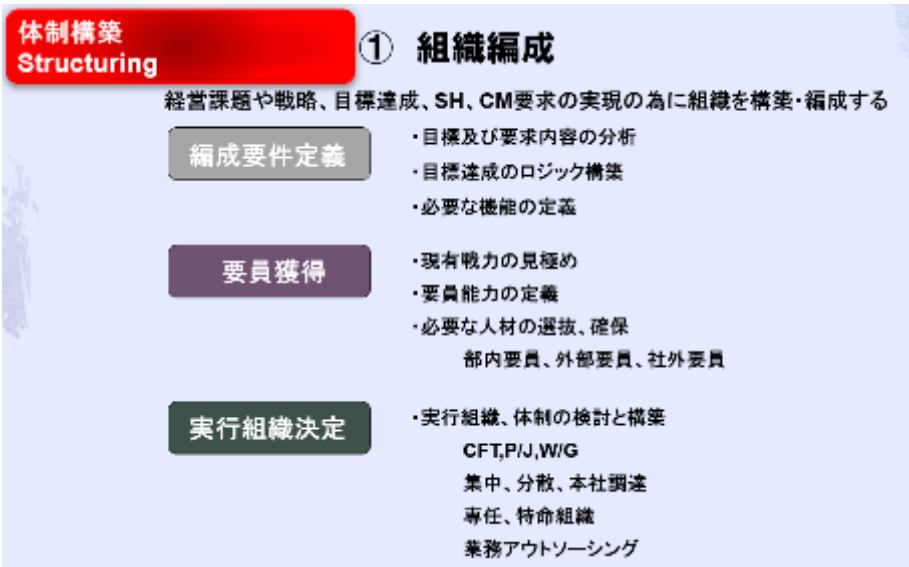 体制構築
Structuring
① 組織編成
経営課題や戦略、目標達成、SH、CM要求の実現の為に組織を構築・編成する
編成要件定義
・目標及び要求内容の分析
・目標達成のロジック構築
・必要な機能の定義
要員獲得
・現有戦力の見極め
・要員能力の定義
・必要な人材の選抜、確保
部内要員、外部要員、社外要員
実行組織決定
・実行組織、体制の検討と構築
CFT,P/J,W/G
集中、分散、本社調達
専任、特命組織
業務アウトソーシング